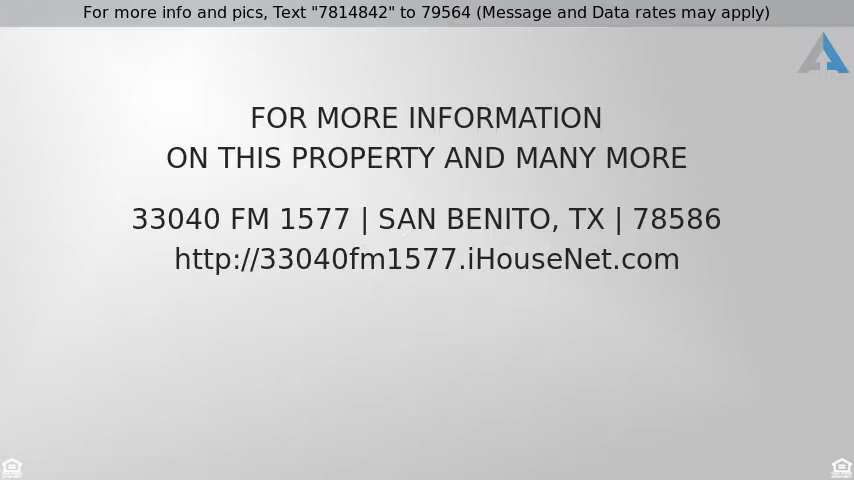 For more info and pics, Text "7814842" to 79564 (Message and Data rates may apply)
FOR MORE INFORMATION
ON THIS PROPERTY AND MANY MORE
33040 FM 1577 | SAN BENITO, TX | 78586
http://33040fm1577.iHouseNet.com